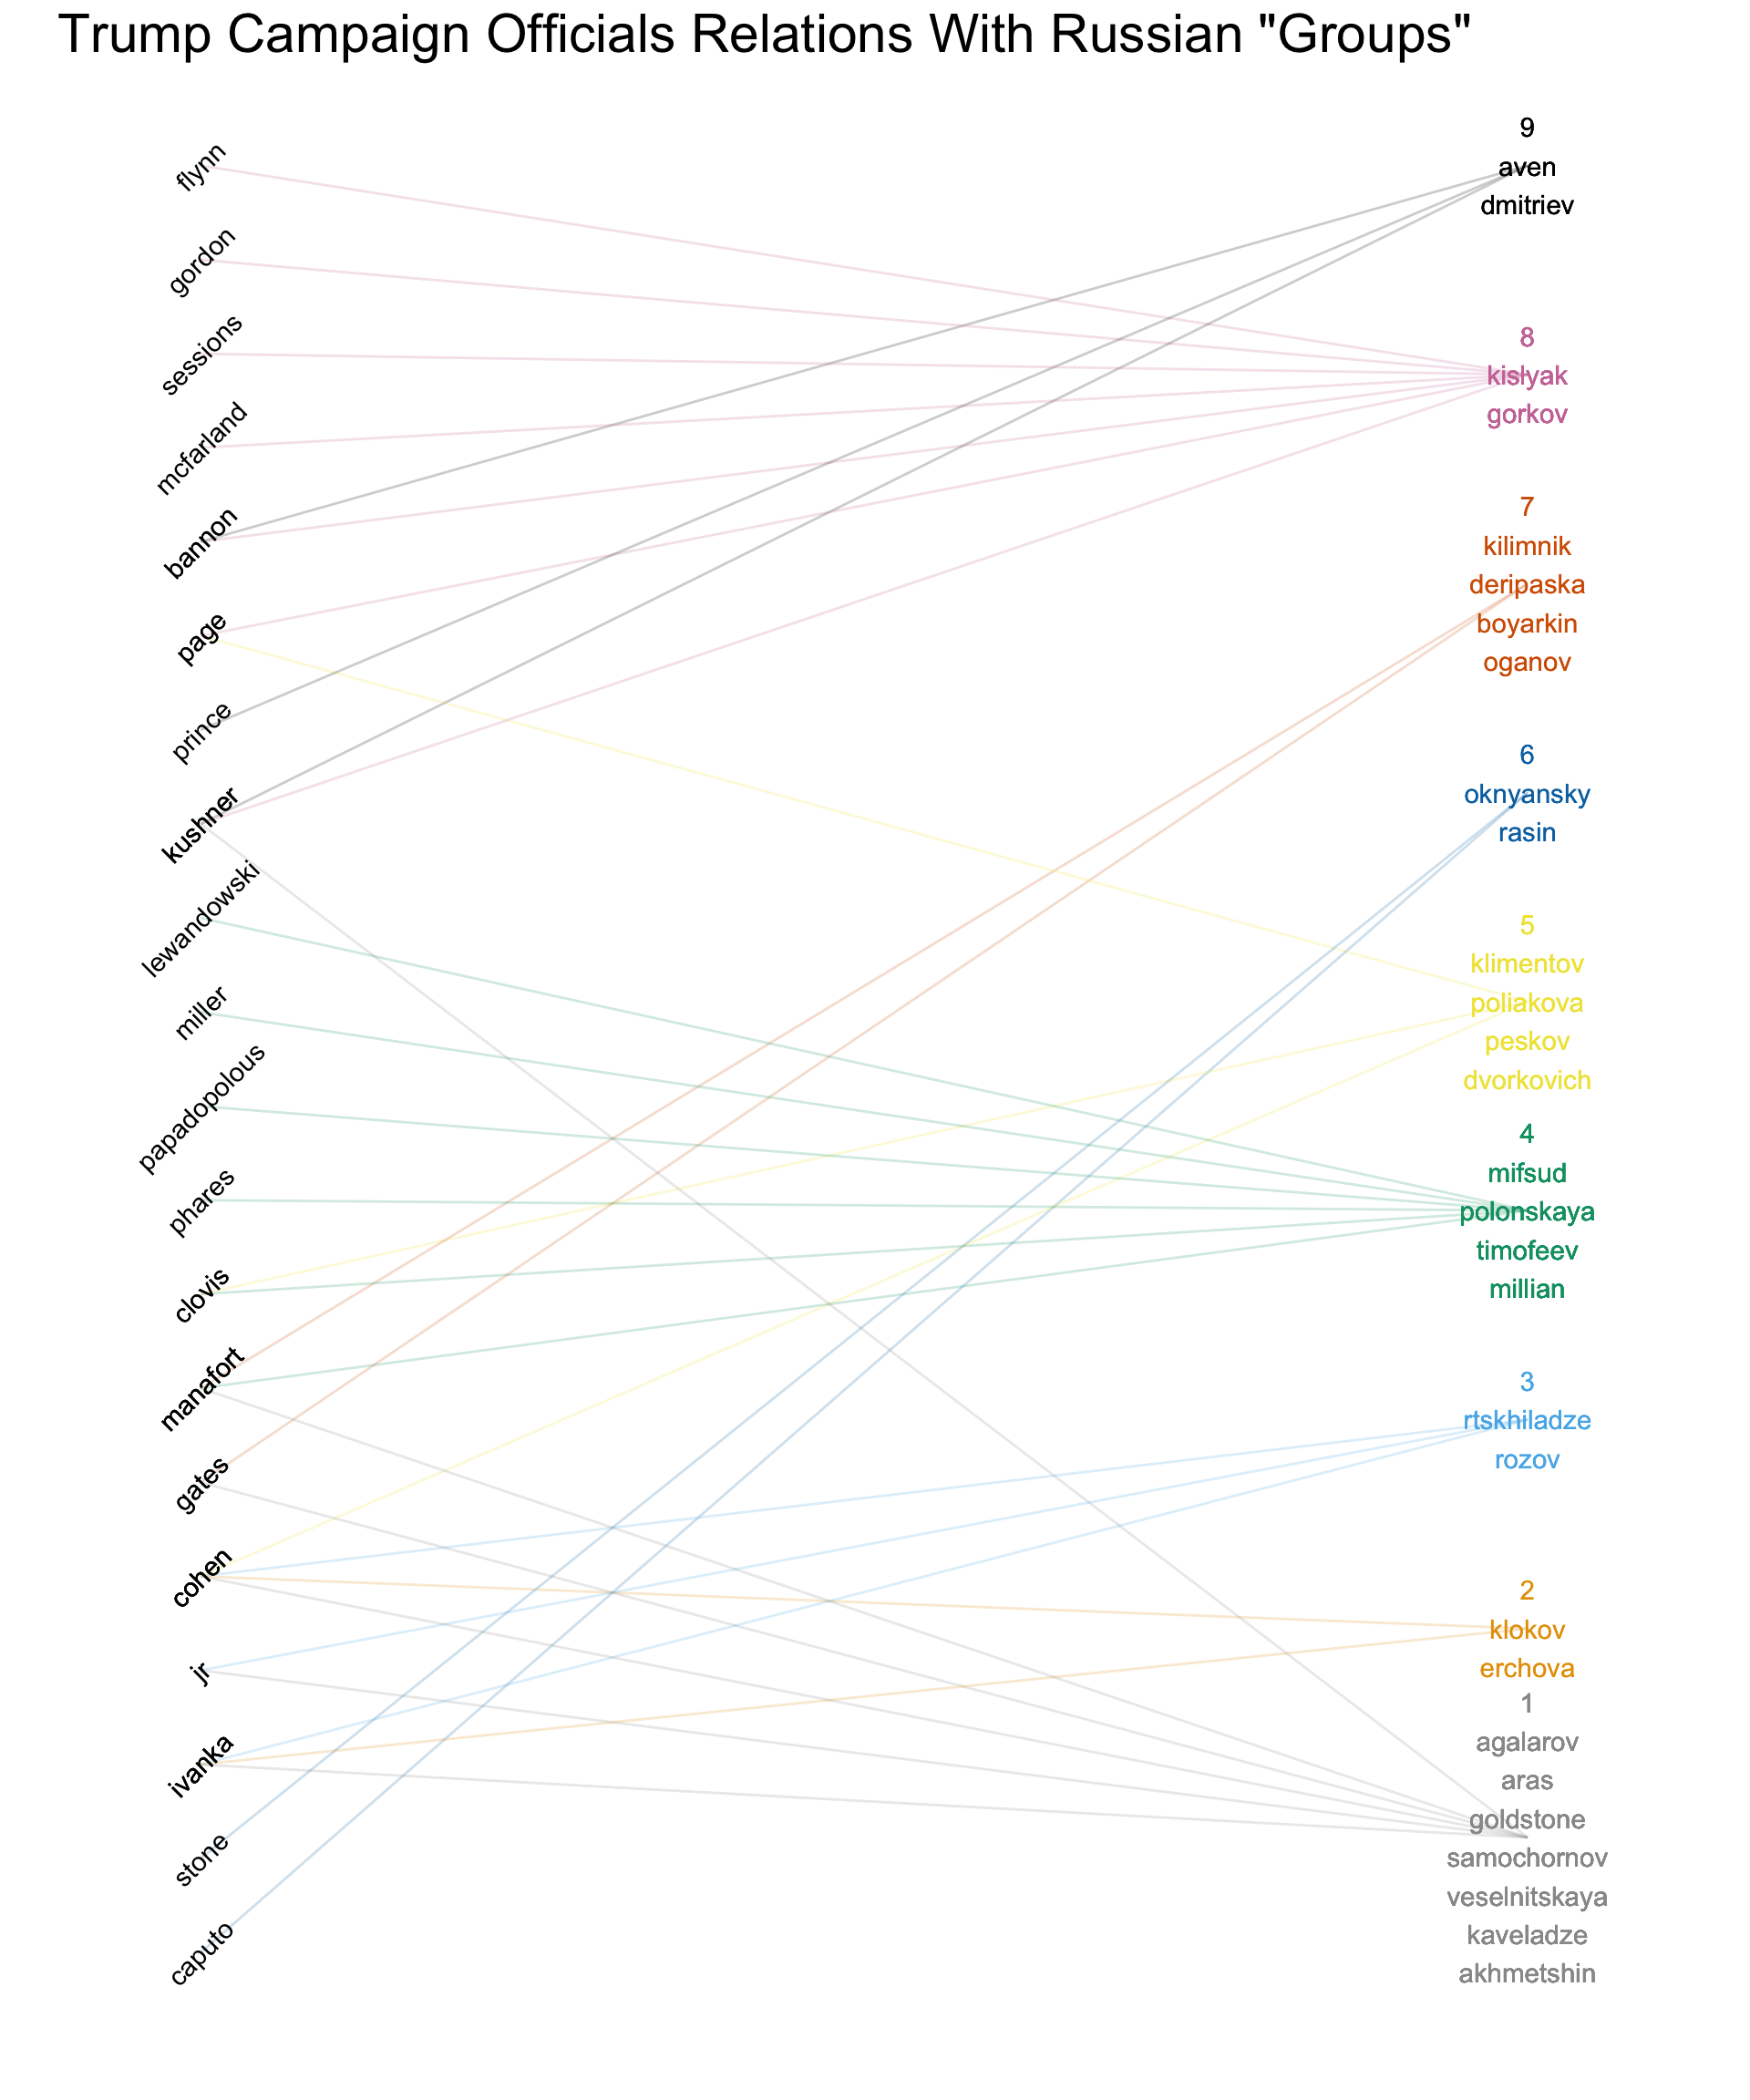 Trump Campaign Officials Relations With Russian "Groups"
flynn
gordon
sessions
mcfarland
bannon
page
prince
kushner
lewandowski
miller
papadopolous
phares
clovis
manafort
gates
cohen
jr
ivanka
stone
caputo
9
aven
dmitriev
8
kislyak
gorkov
7
kilimnik
deripaska
boyarkin
oganov
6
oknyansky
rasin
5
klimentov
poliakova
peskov
dvorkovich
4
mifsud
polonskaya
timofeev
millian
3
rtskhiladze
rozov
2
klokov
erchova
1
agalarov
aras
goldstone
samochornov
veselnitskaya
kaveladze
akhmetshin